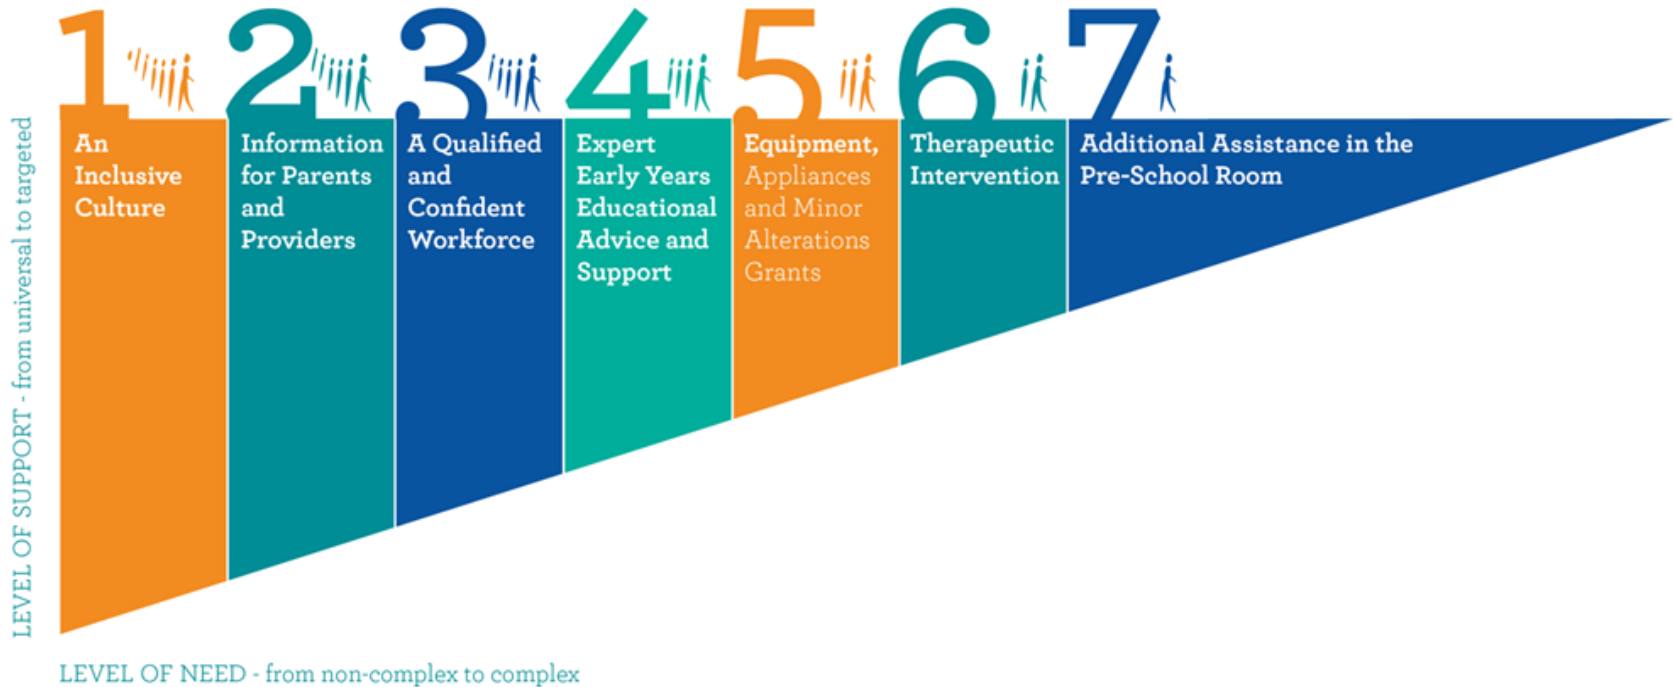 1
An
Inclusive
Culture
2
Information
for Parents
and
Providers
3
A Qualified
and
Confident
Workforce
4
Expert
Early Years
Educational
Advice and
Support
5
Equipment,
Appliances
and Minor
Alterations
Grants
6
Therapeutic
Intervention
7
Additional Assistance in the
Pre-School Room
LEVEL OF SUPPORT - from universal to targeted
LEVEL OF NEED - from non-complex to complex